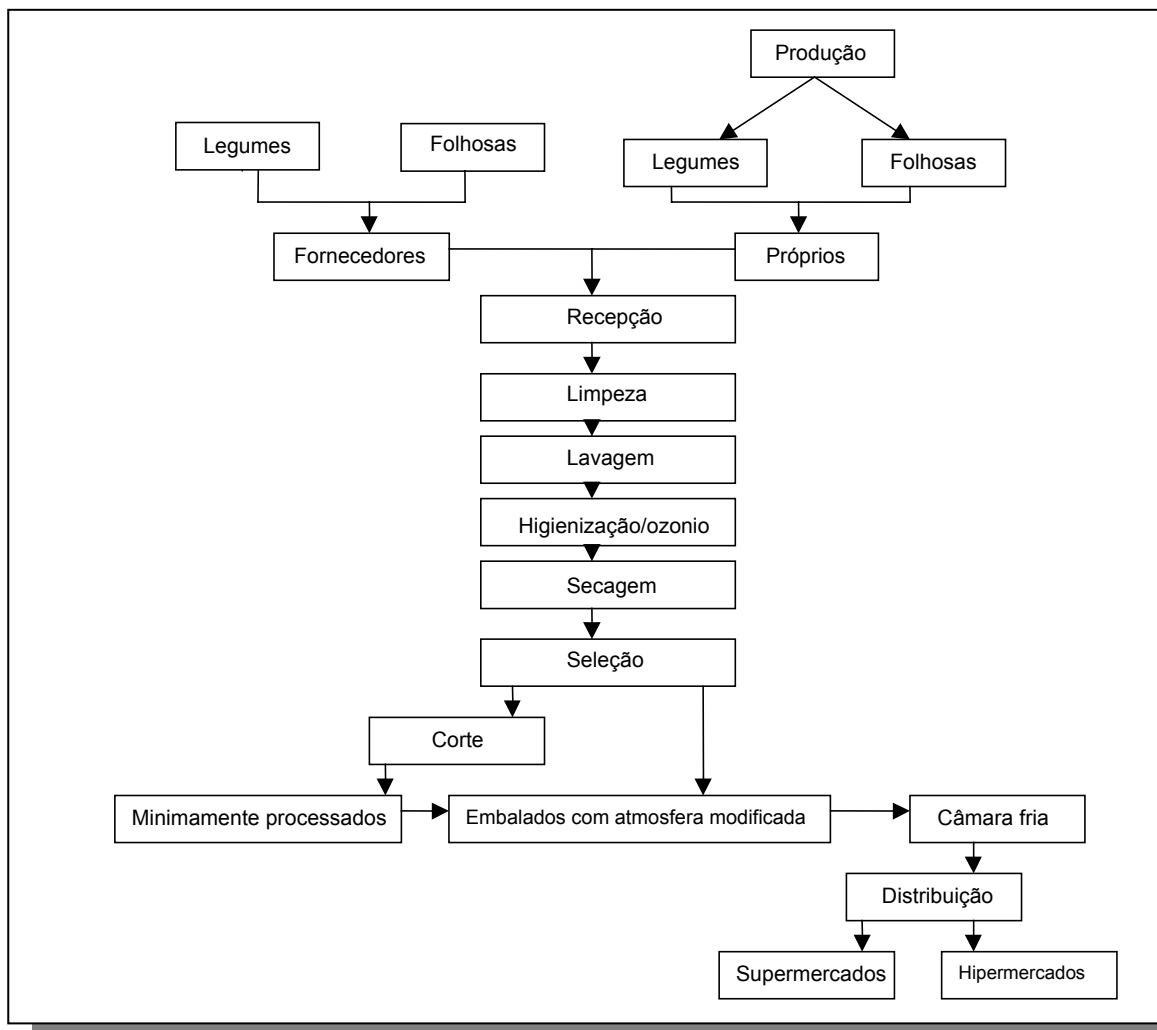 Produção
Legumes
Folhosas
Legumes
Folhosas
Fornecedores
Próprios
Recepção
Limpeza
Lavagem
Higienização/ozonio
Secagem
Seleção
Corte
Minimamente processados
Embalados com atmosfera modificada
Câmara fria
Distribuição
Supermercados
Hipermercados